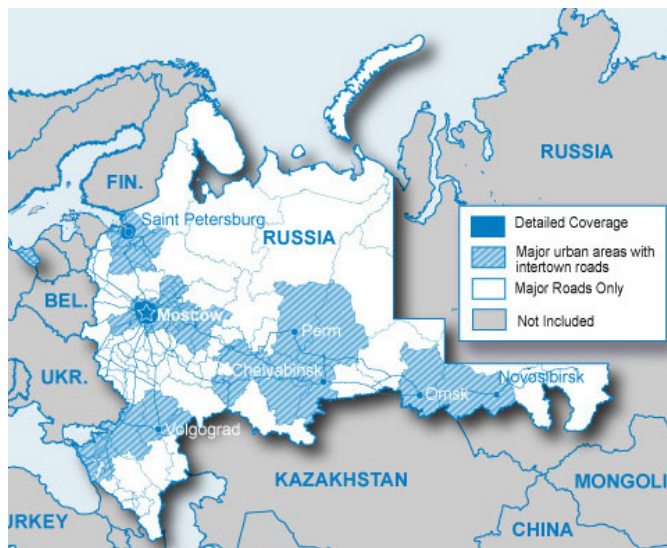 RUSSIA
FIN.
Saint Petersburg
RUSSIA
Detailed Coverage
Major urban areas with
intertown roads
Major Roads Only
Not Included
BEL.
Moscow
Perm
UKR.
Chelyabinsk
Omsk
Novosibirsk
Volgograd
KAZAKHSTAN
MONGOLI
CHINA
URKEY